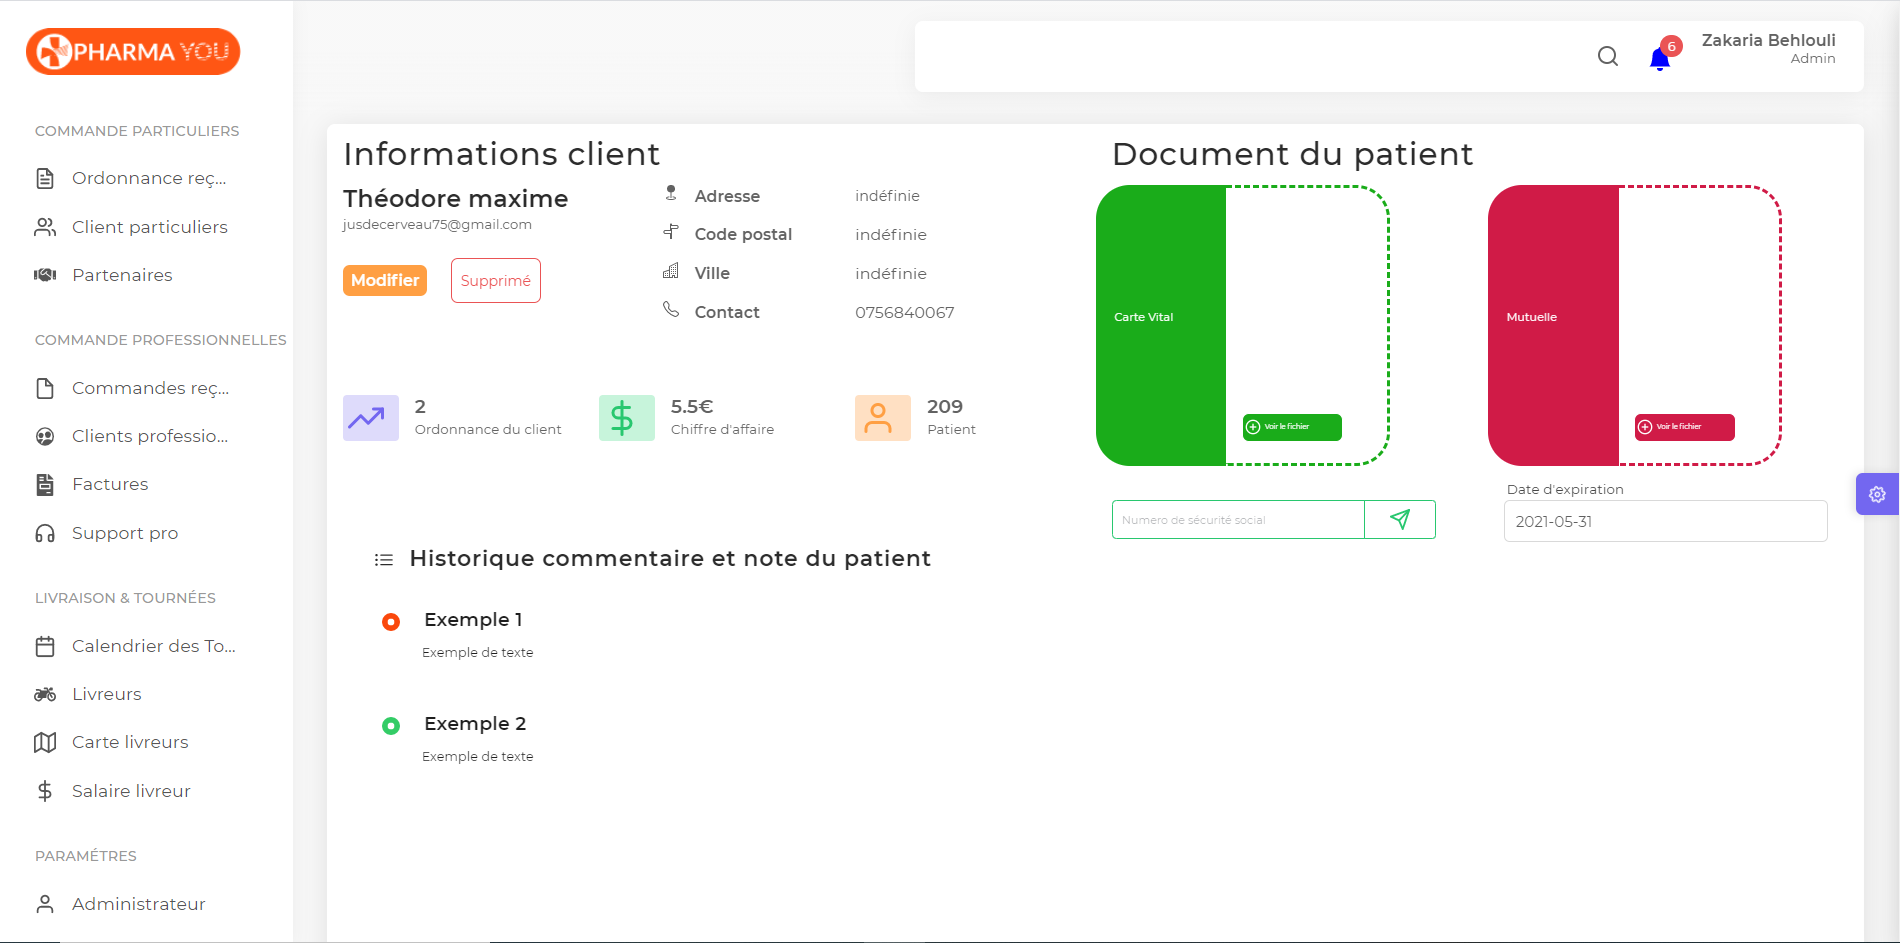 PHARMA YOU
COMMANDE PARTICULIERS
Ordonnance reç...
Client particuliers
Partenaires
COMMANDE PROFESSIONNELLES
Commandes reç...
Clients professio...
Factures
Support pro
LIVRAISON & TOURNÉES
Calendrier des To...
Livreurs
Carte livreurs
Salaire livreur
PARAMÉTRES
Administrateur
6
Zakaria Behlouli
Admin
Informations client
Théodore maxime
jusdecerveau75@gmail.com
Modifier
Supprimé
Adresse indéfinie
Code postal indéfinie
Ville indéfinie
Contact 0756840067
2
Ordonnance du client
5.5€
Chiffre d'affaire
209
Patient
Document du patient
Carte Vital
Voir le fichier
Numero de sécurité social
Mutuelle
Voir le fichier
Date d'expiration
2021-05-31
Historique commentaire et note du patient
Exemple 1
Exemple de texte
Exemple 2
Exemple de texte